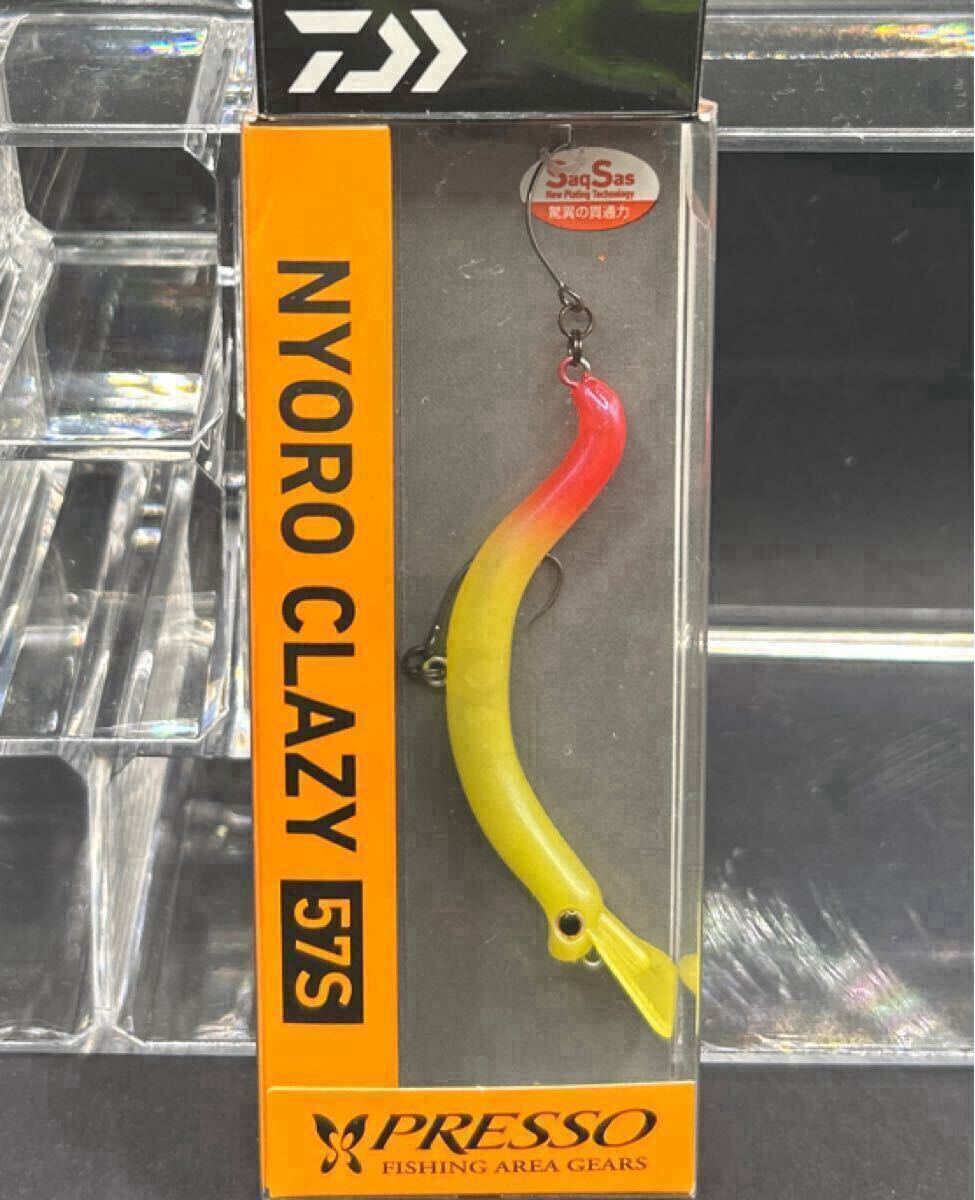 SaqSas
New Plating Technology
驚異の貫通力
NYORO CLAZY 57S
PRESSO
FISHING AREA GEARS